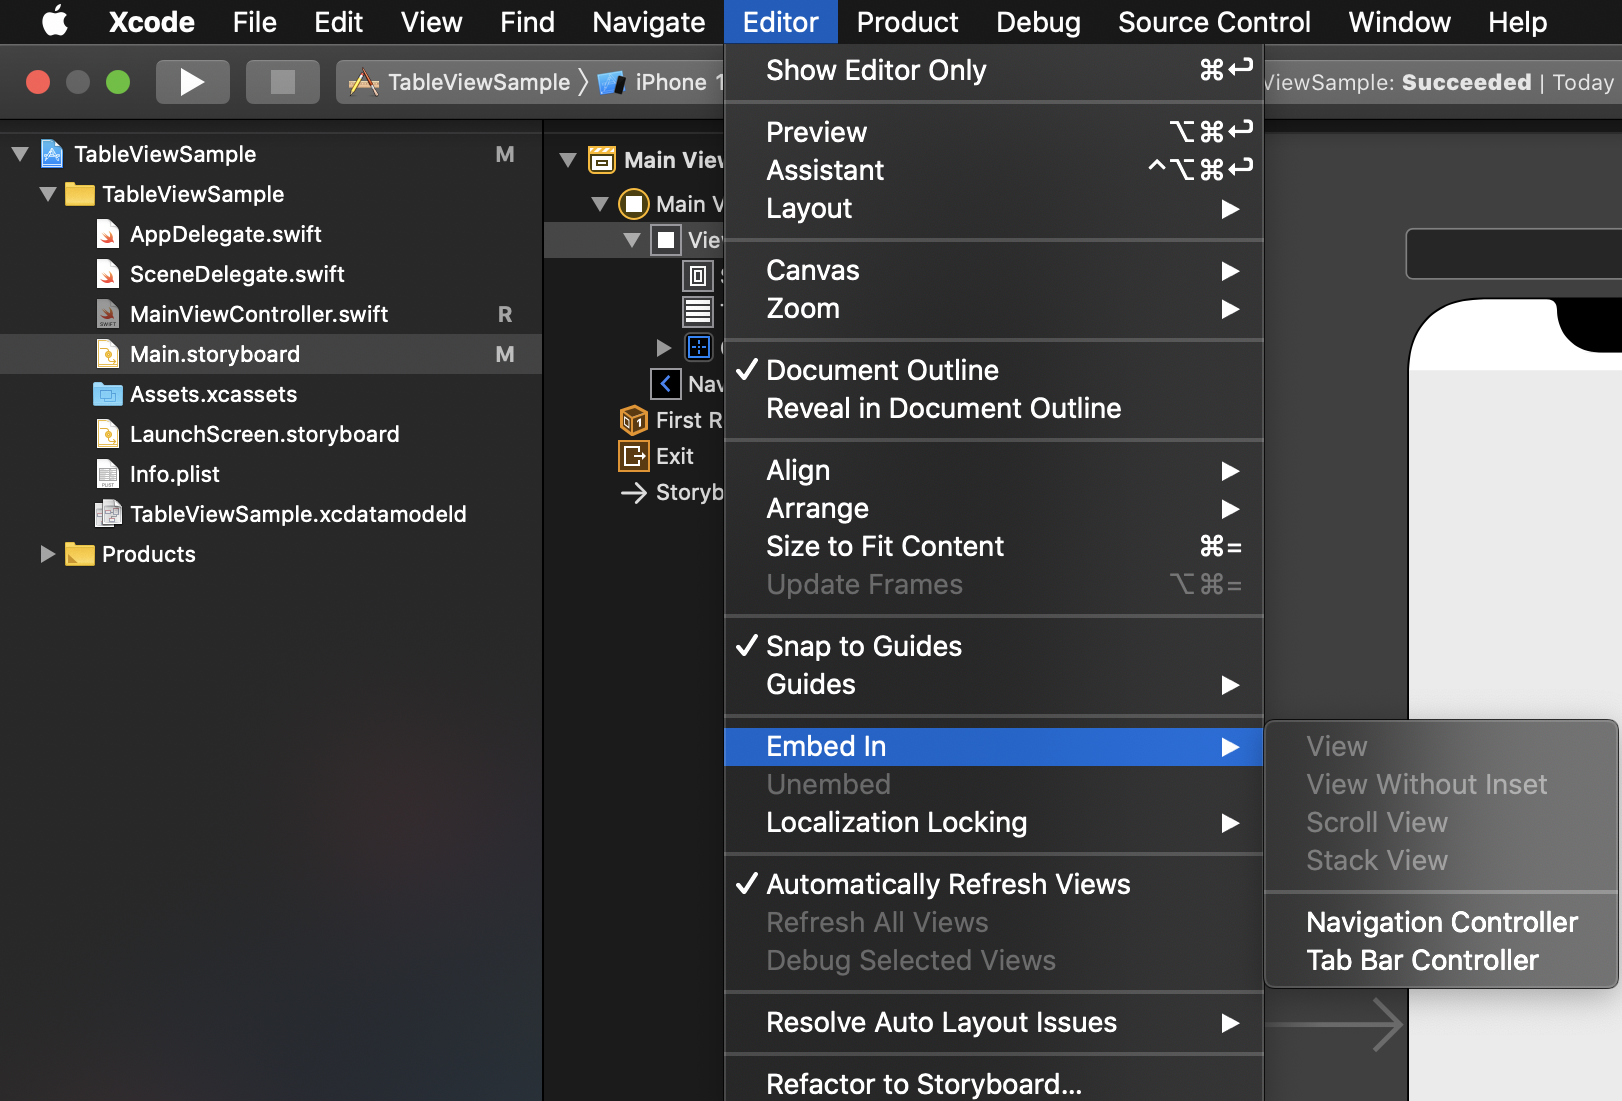 Xcode File Edit View Find Navigate Editor Product Debug Source Control Window Help
TableViewSample iPhone
ViewSample: Succeeded | Today
TableViewSample M
TableViewSample
AppDelegate.swift
SceneDelegate.swift
MainViewController.swift R
Main.storyboard M
Assets.xcassets
LaunchScreen.storyboard
Info.plist
TableViewSample.xcdatamodeld
Products
Main View
Main V
View
Nav
First R
Exit
Storyb
Show Editor Only ⌘↩
Preview ⌥⌘↩
Assistant ^⌥⌘↩
Layout ▶
Canvas ▶
Zoom ▶
✓ Document Outline
Reveal in Document Outline
Align ▶
Arrange ▶
Size to Fit Content ⌘=
Update Frames ⌥⌘=
✓ Snap to Guides
Guides ▶
Embed In ▶
Unembed
Localization Locking ▶
✓ Automatically Refresh Views
Refresh All Views
Debug Selected Views
Resolve Auto Layout Issues ▶
Refactor to Storyboard...
View
View Without Inset
Scroll View
Stack View
Navigation Controller
Tab Bar Controller